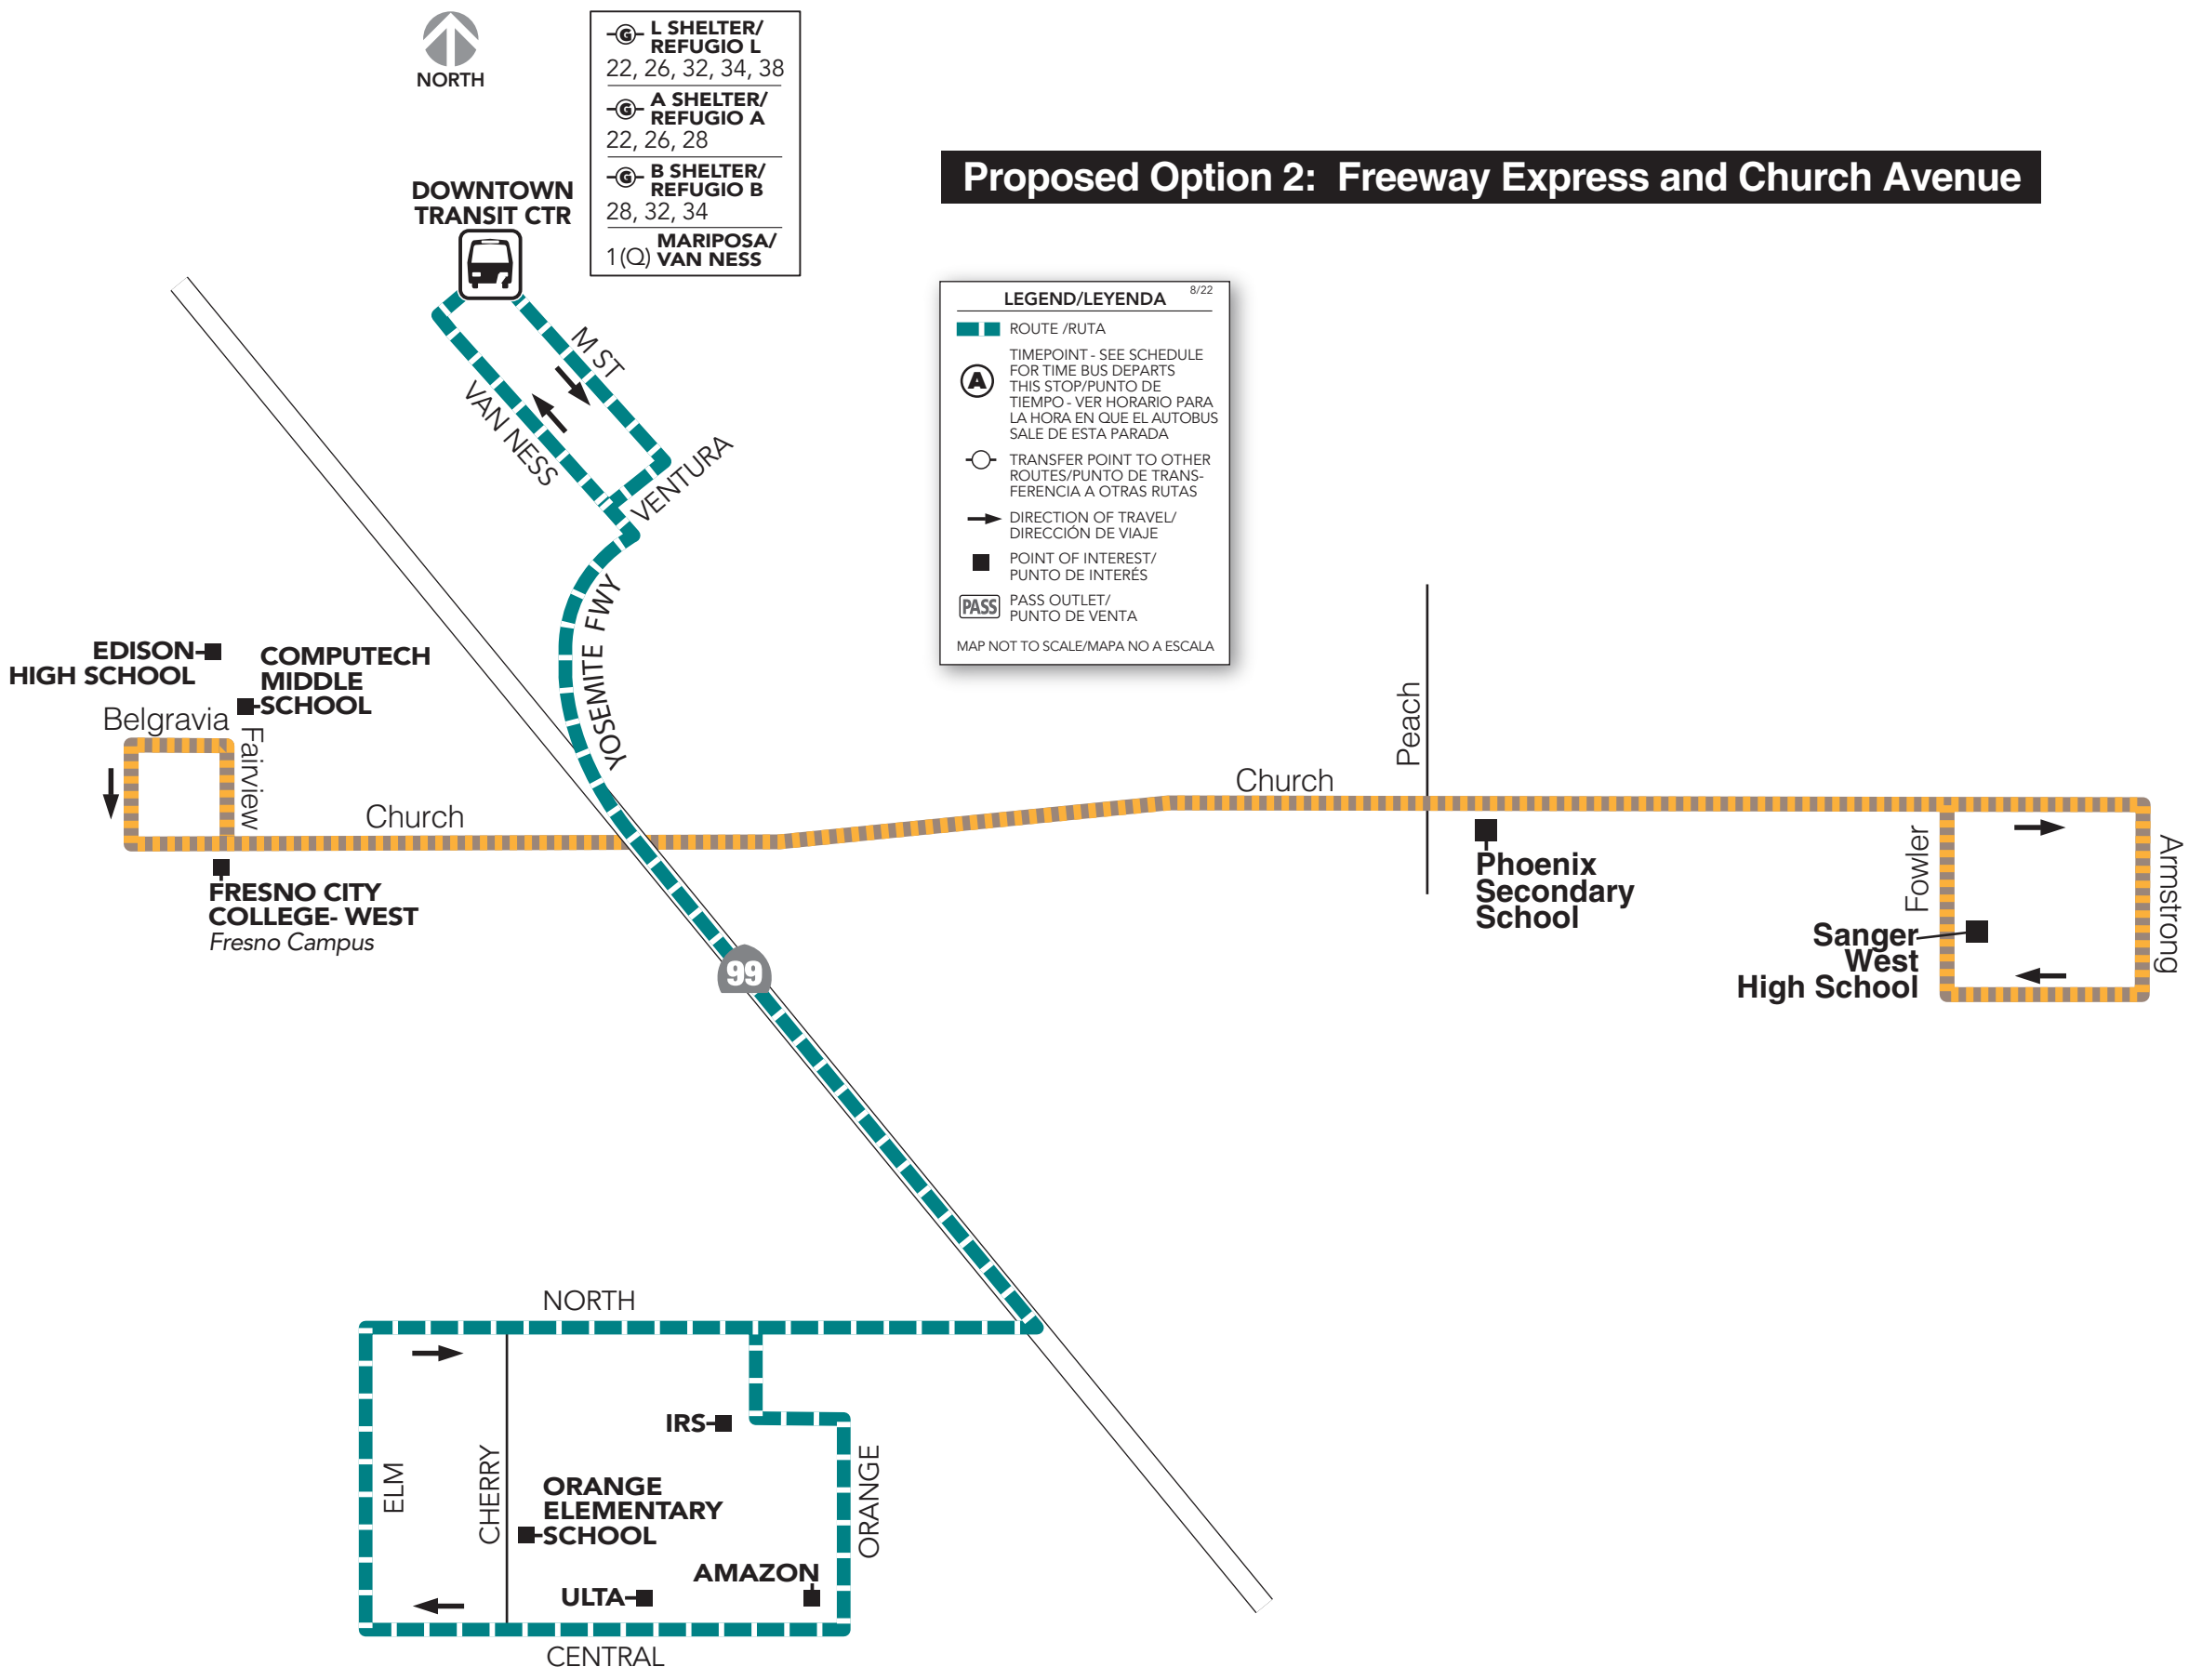 NORTH
L SHELTER/
REFUGIO L
22, 26, 32, 34, 38
A SHELTER/
REFUGIO A
22, 26, 28
B SHELTER/
REFUGIO B
28, 32, 34
1(Q) MARIPOSA/
VAN NESS
G
G
G
Proposed Option 2: Freeway Express and Church Avenue
DOWNTOWN
TRANSIT CTR
LEGEND/LEYENDA
8/22
ROUTE /RUTA
A
TIMEPOINT - SEE SCHEDULE
FOR TIME BUS DEPARTS
THIS STOP/PUNTO DE
TIEMPO - VER HORARIO PARA
LA HORA EN QUE EL AUTOBUS
SALE DE ESTA PARADA
TRANSFER POINT TO OTHER
ROUTES/PUNTO DE TRANS-
FERENCIA A OTRAS RUTAS
DIRECTION OF TRAVEL/
DIRECCIÓN DE VIAJE
POINT OF INTEREST/
PUNTO DE INTERÉS
PASS
PASS OUTLET/
PUNTO DE VENTA
MAP NOT TO SCALE/MAPA NO A ESCALA
M ST
VAN NESS
VENTURA
YOSEMITE FWY
EDISON
HIGH SCHOOL
COMPUTECH
MIDDLE
SCHOOL
Belgravia
Fairview
Church
FRESNO CITY
COLLEGE- WEST
Fresno Campus
Church
Peach
Phoenix
Secondary
School
Fowler
Armstrong
Sanger
West
High School
99
NORTH
ELM
CHERRY
IRS
ORANGE
ELEMENTARY
SCHOOL
ORANGE
AMAZON
ULTA
CENTRAL